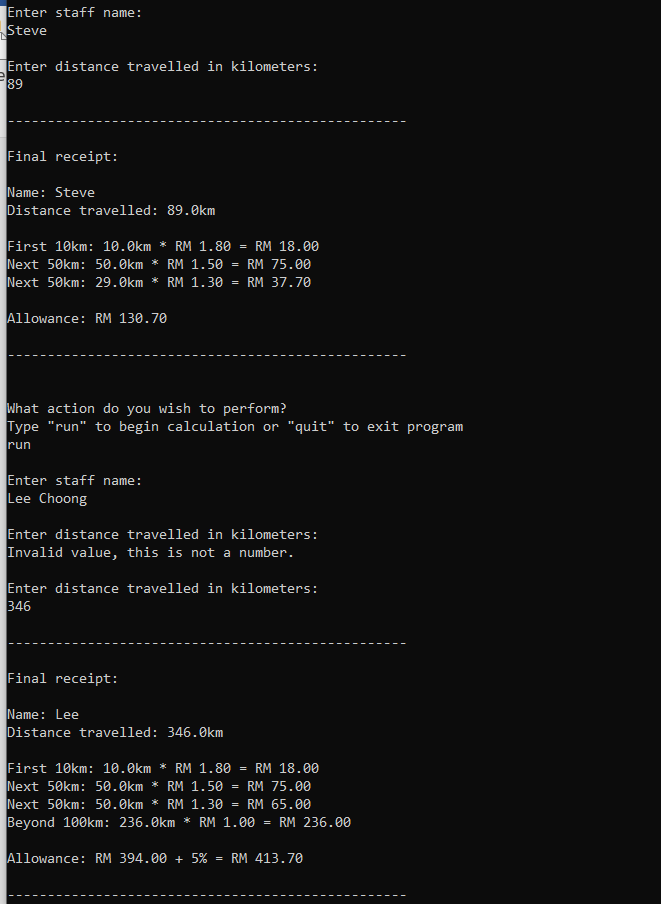 Enter staff name:
Steve
Enter distance travelled in kilometers:
89
--------------------------------------------------
Final receipt:
Name: Steve
Distance travelled: 89.0km
First 10km: 10.0km * RM 1.80 = RM 18.00
Next 50km: 50.0km * RM 1.50 = RM 75.00
Next 50km: 29.0km * RM 1.30 = RM 37.70
Allowance: RM 130.70
--------------------------------------------------
What action do you wish to perform?
Type "run" to begin calculation or "quit" to exit program
run
Enter staff name:
Lee Choong
Enter distance travelled in kilometers:
Invalid value, this is not a number.
Enter distance travelled in kilometers:
346
--------------------------------------------------
Final receipt:
Name: Lee
Distance travelled: 346.0km
First 10km: 10.0km * RM 1.80 = RM 18.00
Next 50km: 50.0km * RM 1.50 = RM 75.00
Next 50km: 50.0km * RM 1.30 = RM 65.00
Beyond 100km: 236.0km * RM 1.00 = RM 236.00
Allowance: RM 394.00 + 5% = RM 413.70
--------------------------------------------------